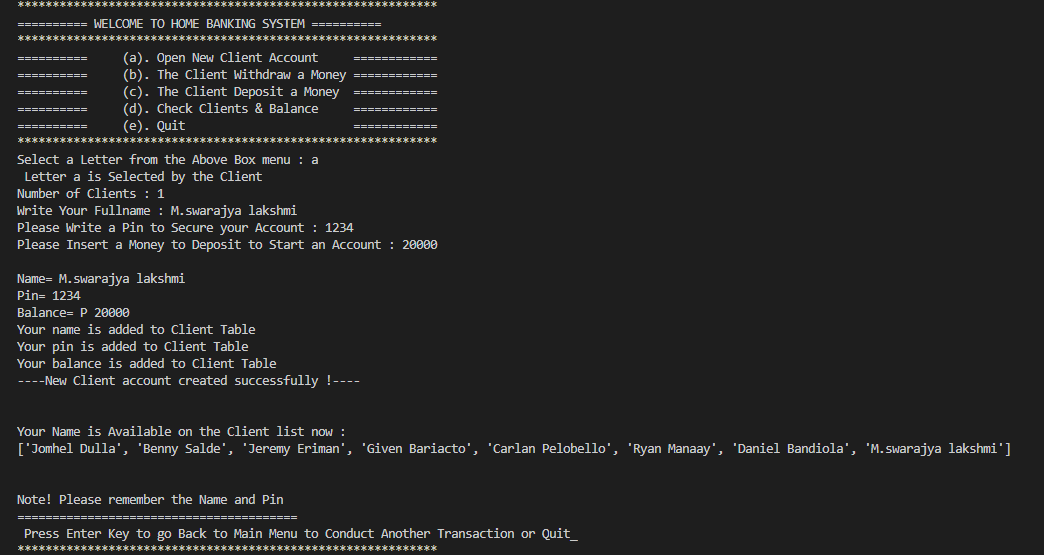 ************************************************************
========== WELCOME TO HOME BANKING SYSTEM ==========
************************************************************
==========     (a). Open New Client Account     ============
==========     (b). The Client Withdraw a Money ============
==========     (c). The Client Deposit a Money  ============
==========     (d). Check Clients & Balance     ============
==========     (e). Quit                        ============
************************************************************
Select a Letter from the Above Box menu : a
 Letter a is Selected by the Client
Number of Clients : 1
Write Your Fullname : M.swarajya lakshmi
Please Write a Pin to Secure your Account : 1234
Please Insert a Money to Deposit to Start an Account : 20000
Name= M.swarajya lakshmi
Pin= 1234
Balance= P 20000
Your name is added to Client Table
Your pin is added to Client Table
Your balance is added to Client Table
----New Client account created successfully !----
Your Name is Available on the Client list now :
['Jomhel Dulla', 'Benny Salde', 'Jeremy Eriman', 'Given Bariacto', 'Carlan Pelobello', 'Ryan Manaay', 'Daniel Bandiola', 'M.swarajya lakshmi']
Note! Please remember the Name and Pin
========================================
 Press Enter Key to go Back to Main Menu to Conduct Another Transaction or Quit_
************************************************************